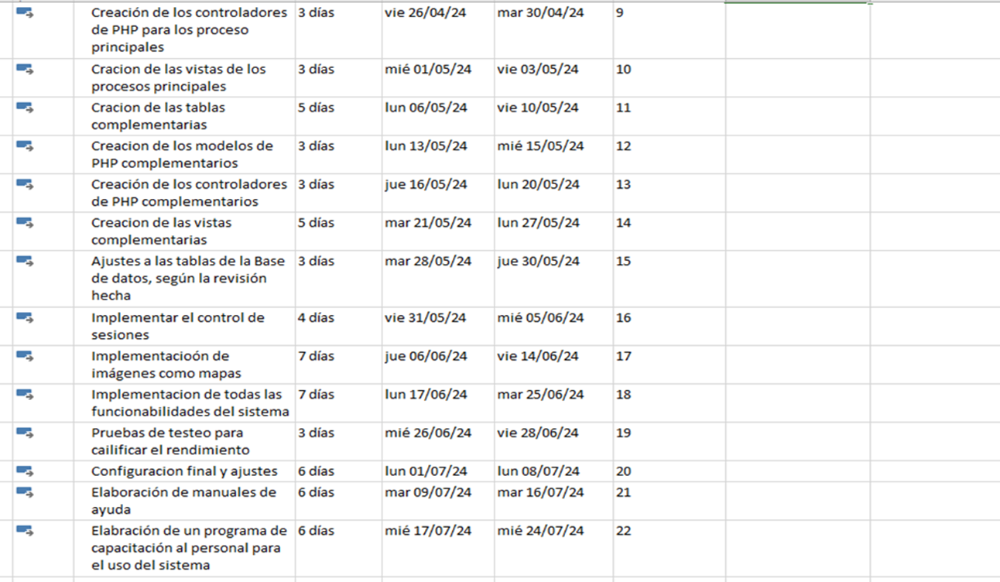 Creación de los controladores 3 días vie 26/04/24 mar 30/04/24 9
de PHP para los proceso
principales
Cracion de las vistas de los 3 días mié 01/05/24 vie 03/05/24 10
procesos principales
Cracion de las tablas 5 días lun 06/05/24 vie 10/05/24 11
complementarias
Creacion de los modelos de 3 días lun 13/05/24 mié 15/05/24 12
PHP complementarios
Creación de los controladores 3 días jue 16/05/24 lun 20/05/24 13
de PHP complementarios
Creacion de las vistas 5 días mar 21/05/24 lun 27/05/24 14
complementarias
Ajustes a las tablas de la Base 3 días mar 28/05/24 jue 30/05/24 15
de datos, según la revisión
hecha
Implementar el control de 4 días vie 31/05/24 mié 05/06/24 16
sesiones
Implementacioón de 7 días jue 06/06/24 vie 14/06/24 17
imágenes como mapas
Implementacion de todas las 7 días lun 17/06/24 mar 25/06/24 18
funcionabilidades del sistema
Pruebas de testeo para 3 días mié 26/06/24 vie 28/06/24 19
cailificar el rendimiento
Configuracion final y ajustes 6 días lun 01/07/24 lun 08/07/24 20
Elaboración de manuales de 6 días mar 09/07/24 mar 16/07/24 21
ayuda
Elabración de un programa de 6 días mié 17/07/24 mié 24/07/24 22
capacitación al personal para
el uso del sistema